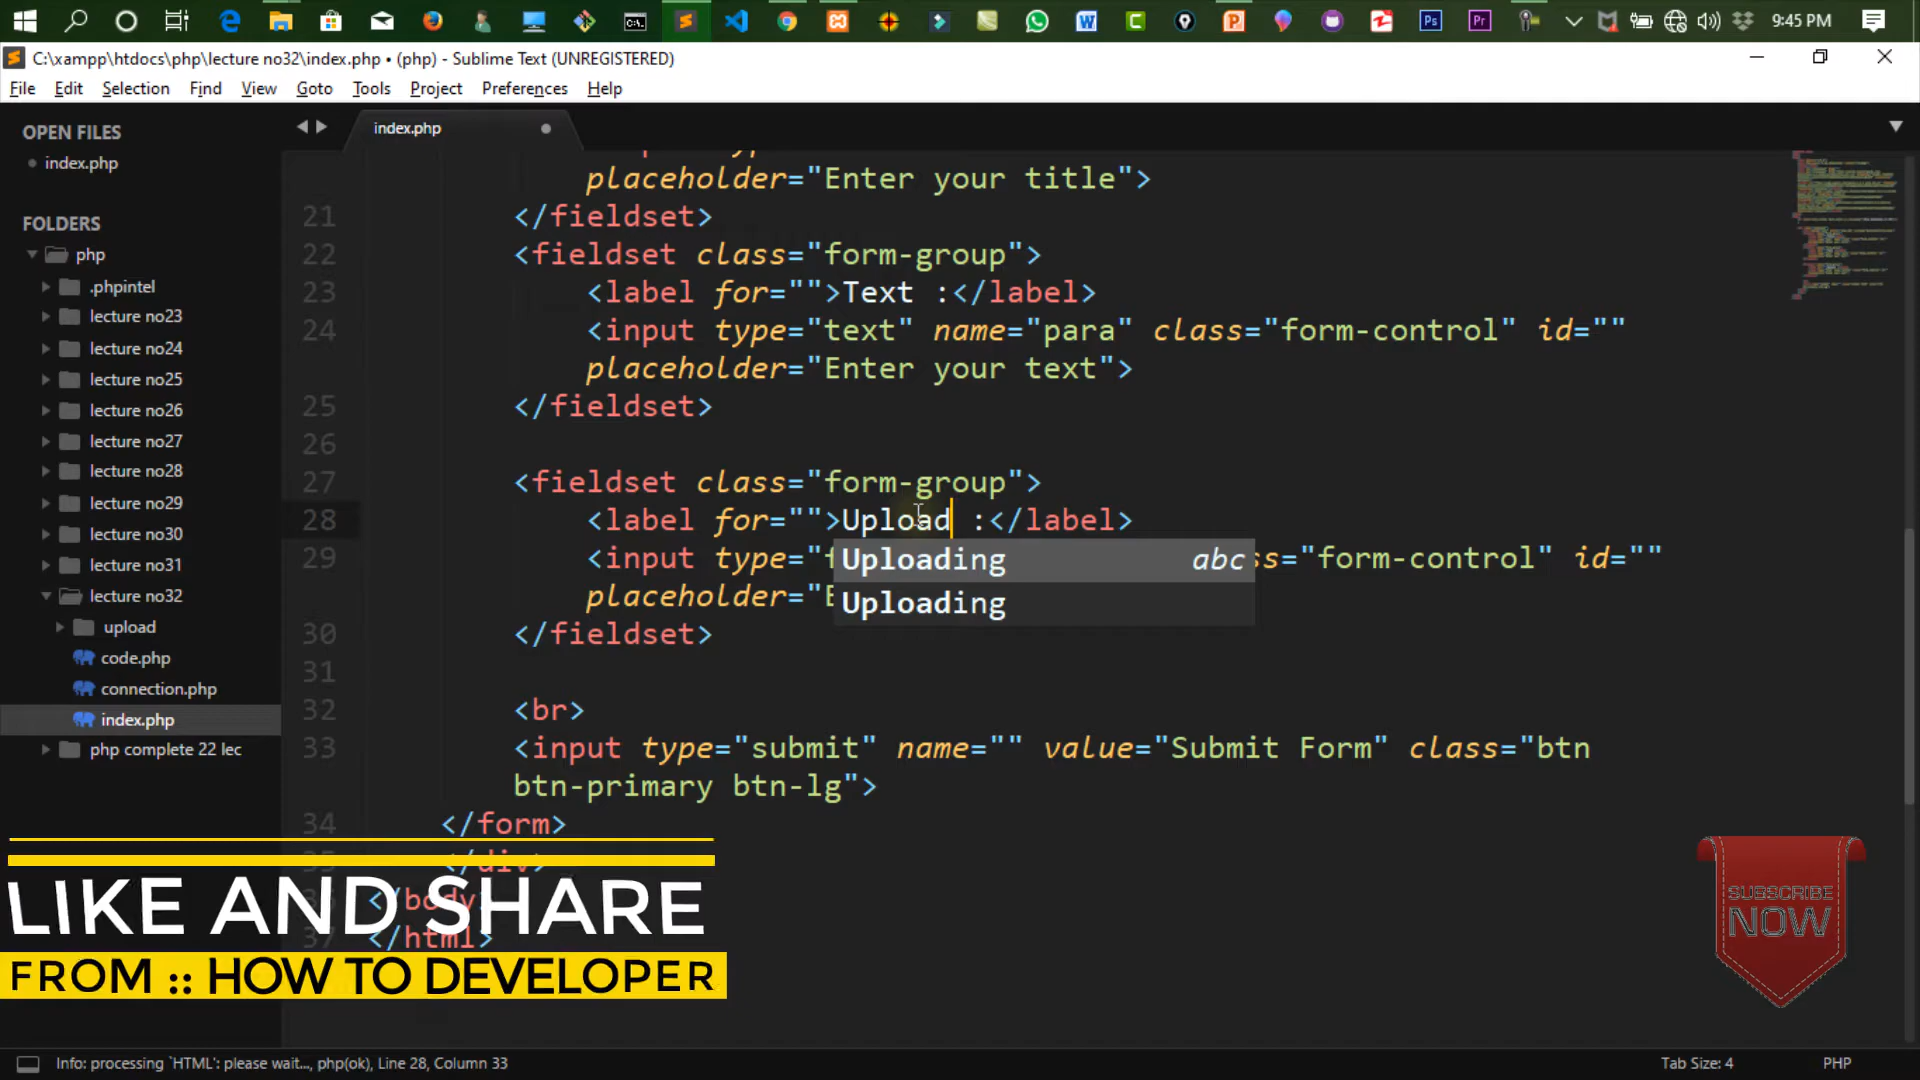 9:45 PM
C:\xampp\htdocs\php\lecture no32\index.php • (php) - Sublime Text (UNREGISTERED)
File Edit Selection Find View Goto Tools Project Preferences Help
OPEN FILES
index.php
FOLDERS
php
.phpintel
lecture no23
lecture no24
lecture no25
lecture no26
lecture no27
lecture no28
lecture no29
lecture no30
lecture no31
lecture no32
upload
code.php
connection.php
index.php
php complete 22 lec
index.php
placeholder="Enter your title">
21 </fieldset>
22 <fieldset class="form-group">
23 <label for="">Text :</label>
24 <input type="text" name="para" class="form-control" id=""
placeholder="Enter your text">
25 </fieldset>
26
27 <fieldset class="form-group">
28 <label for="">Upload :</label>
29 <input type="f ss="form-control" id=""
Uploading abc
placeholder="E
Uploading
30 </fieldset>
31
32 <br>
33 <input type="submit" name="" value="Submit Form" class="btn
btn-primary btn-lg">
34 </form>
35 </div>
</body>
37 </html>
LIKE AND SHARE
FROM :: HOW TO DEVELOPER
SUBSCRIBE
NOW
Info: processing `HTML': please wait..., php(ok), Line 28, Column 33
Tab Size: 4
PHP